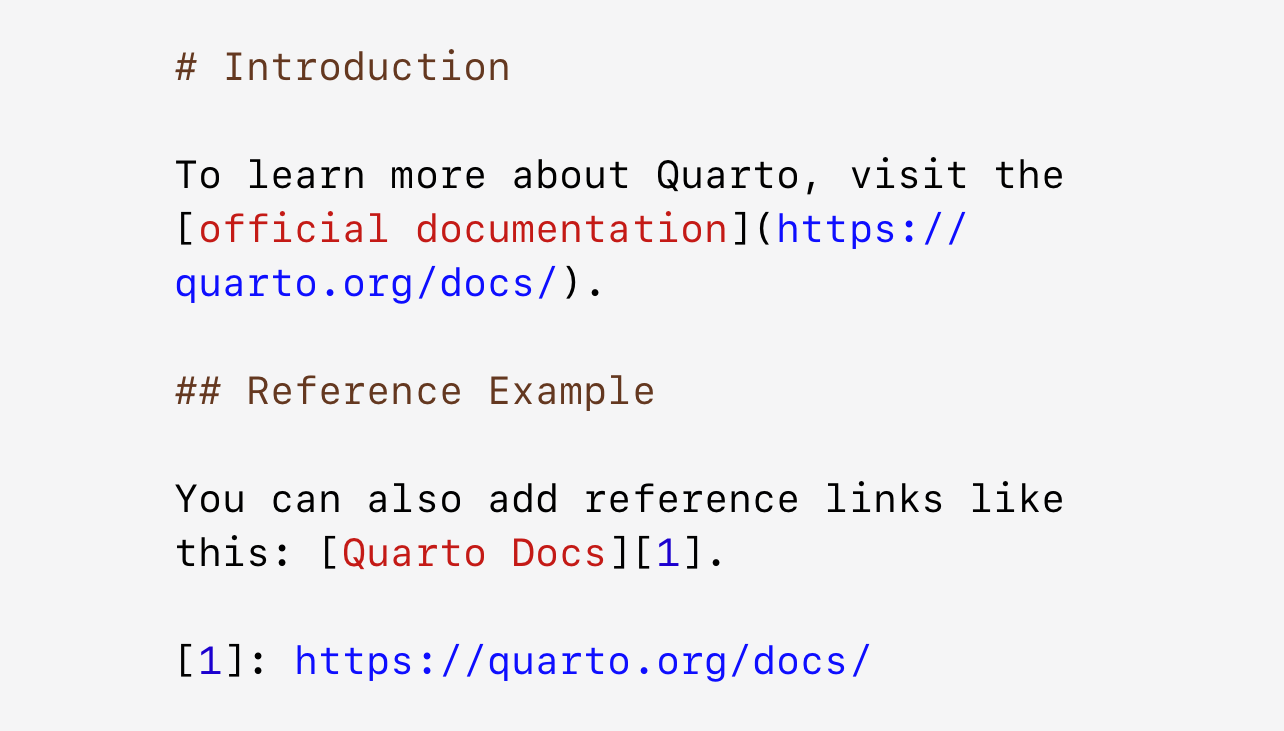 # Introduction
To learn more about Quarto, visit the
[official documentation](https://
quarto.org/docs/).
## Reference Example
You can also add reference links like
this: [Quarto Docs][1].
[1]: https://quarto.org/docs/